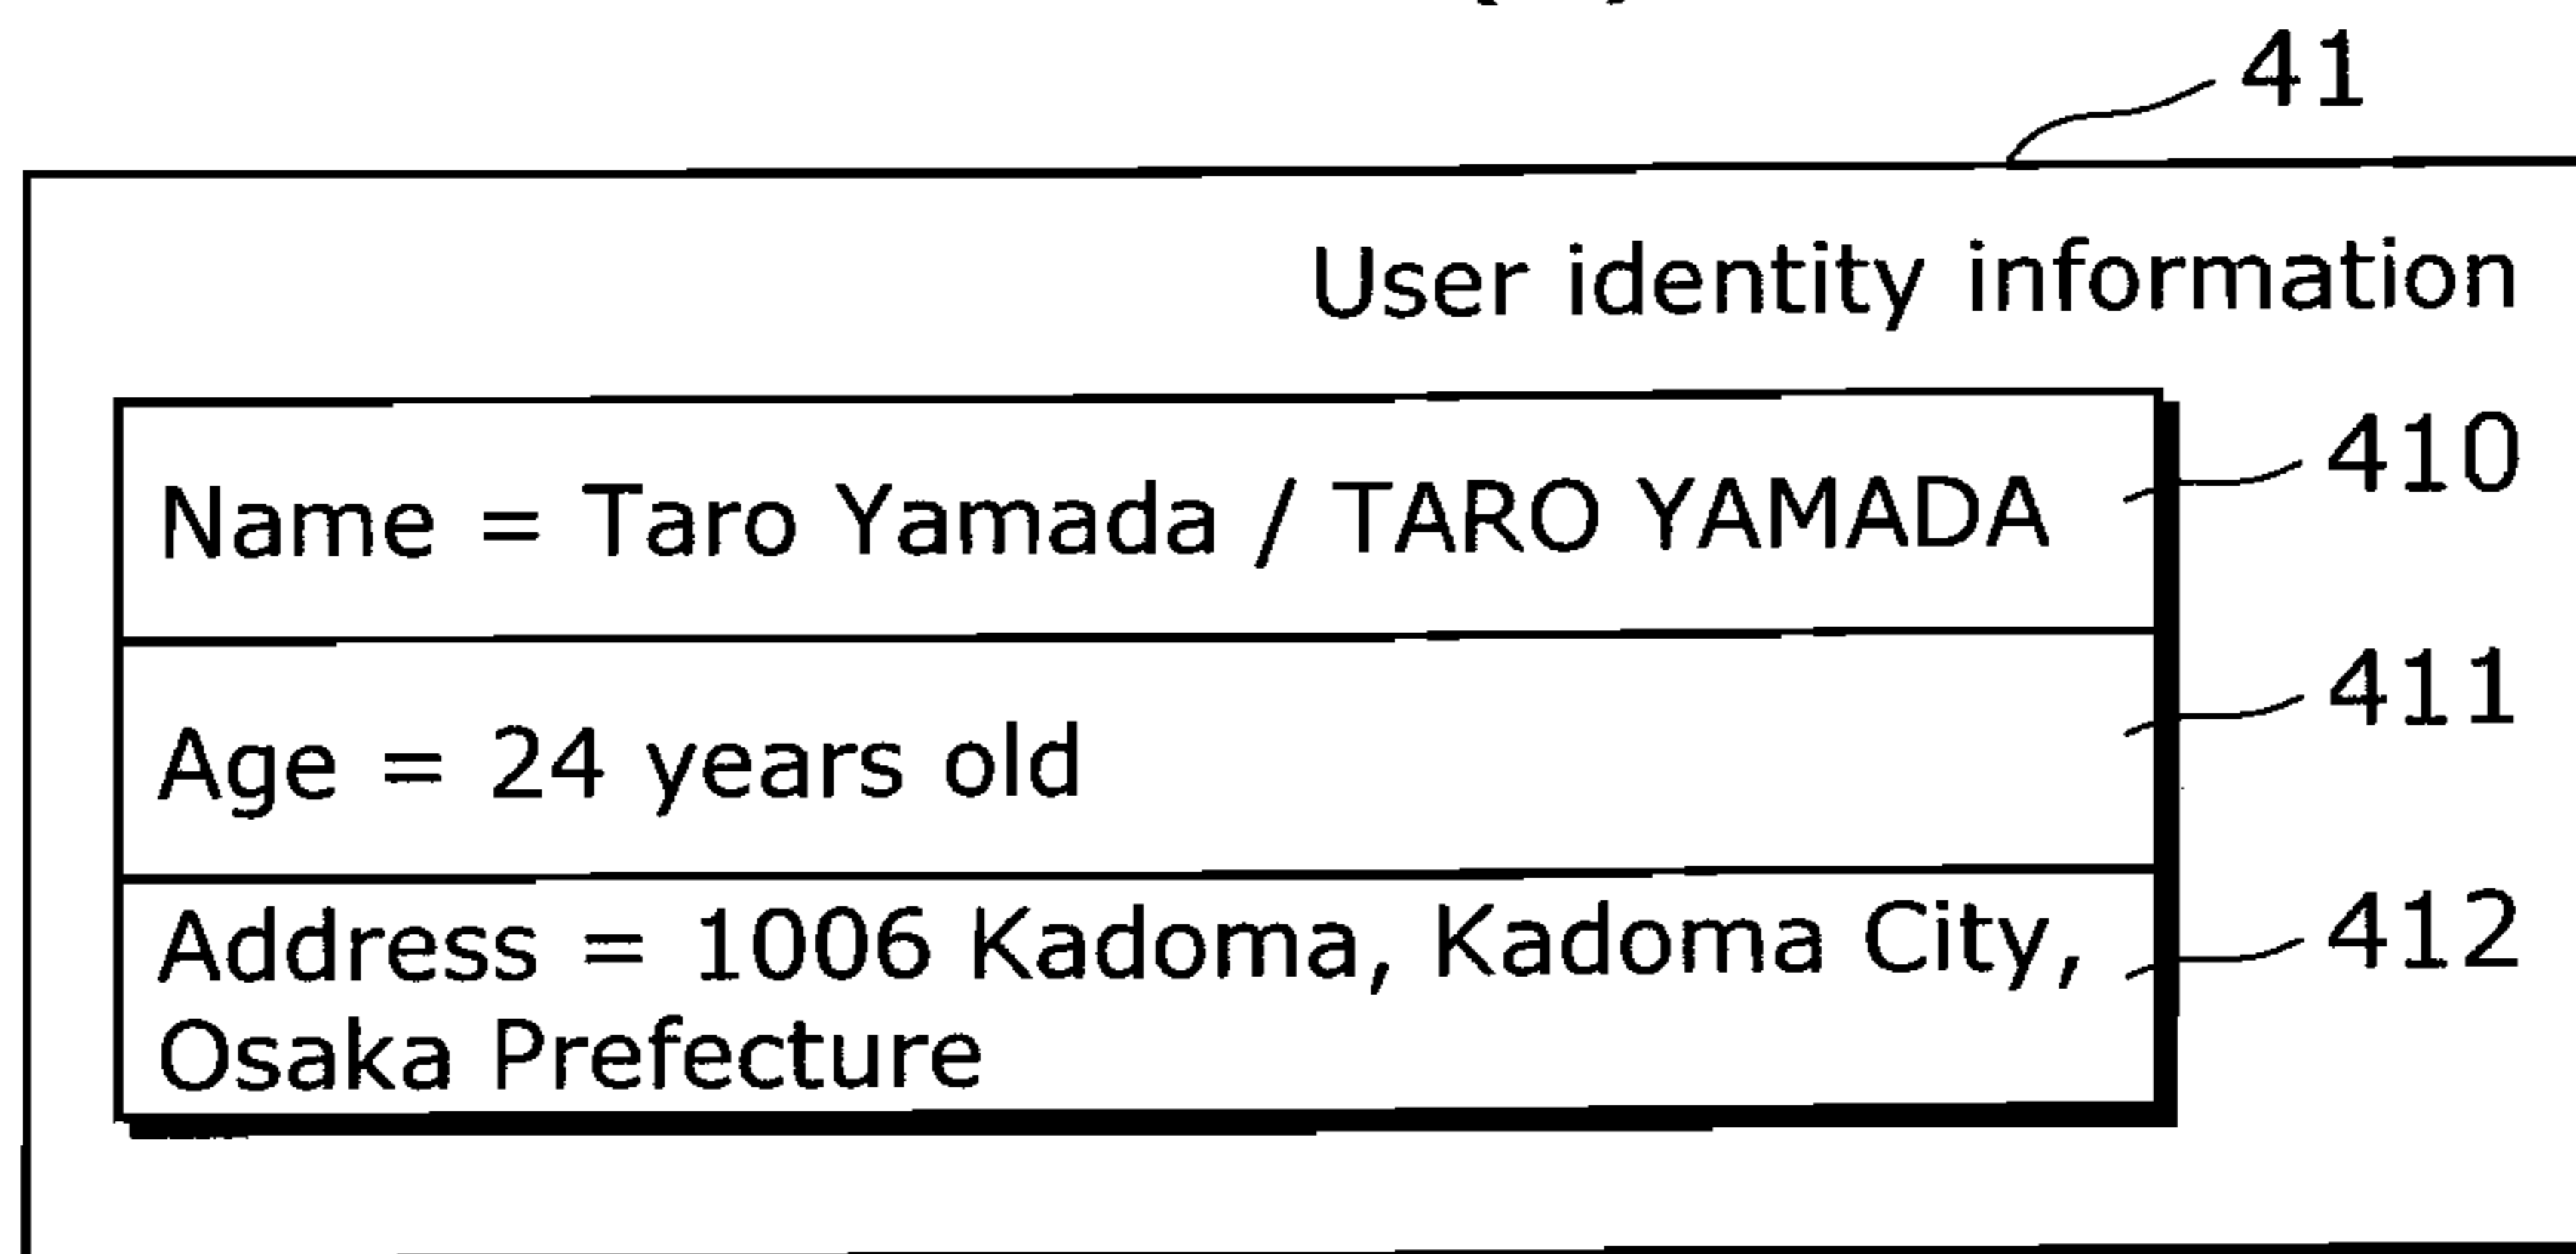 41
User identity information
Name = Taro Yamada / TARO YAMADA
410
Age = 24 years old
411
Address = 1006 Kadoma, Kadoma City,
412
Osaka Prefecture